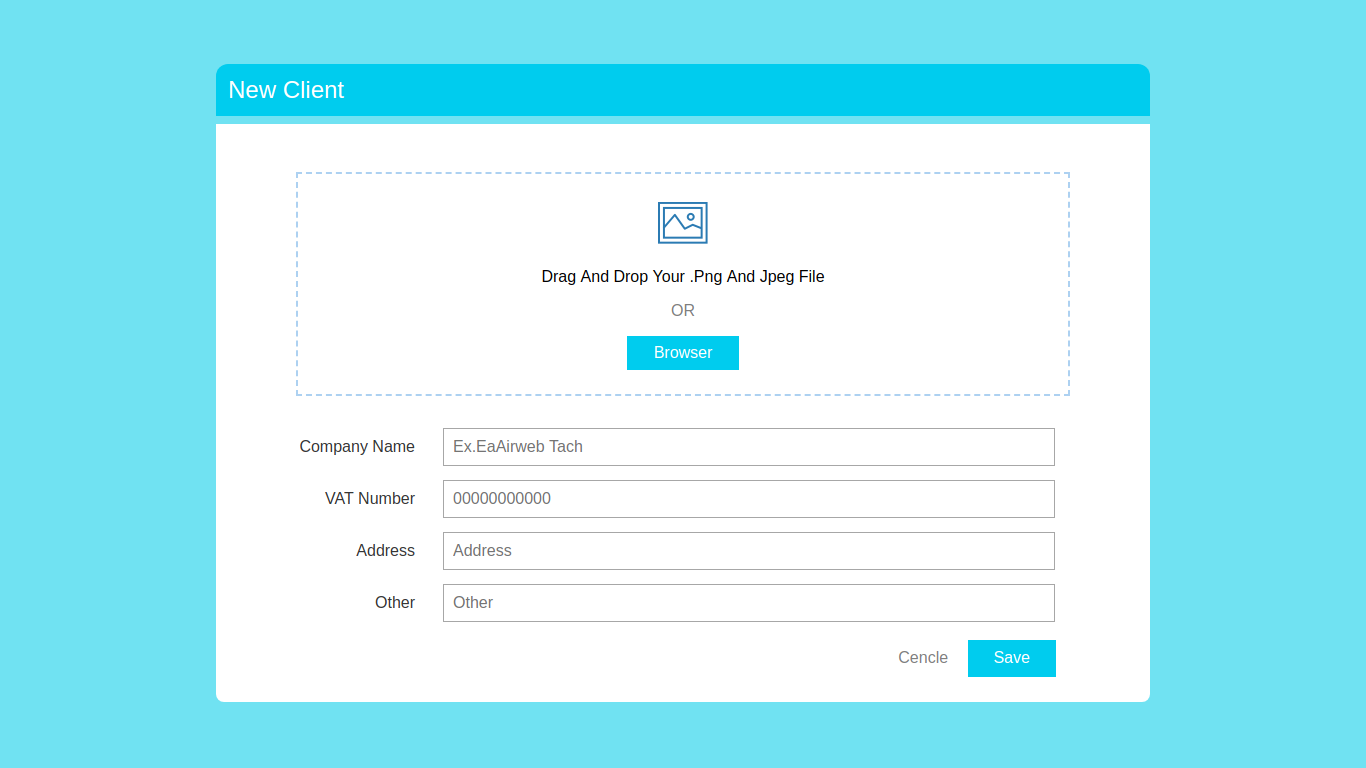 New Client
Drag And Drop Your .Png And Jpeg File
OR
Browser
Company Name Ex.EaAirweb Tach
VAT Number 00000000000
Address Address
Other Other
Cencle Save